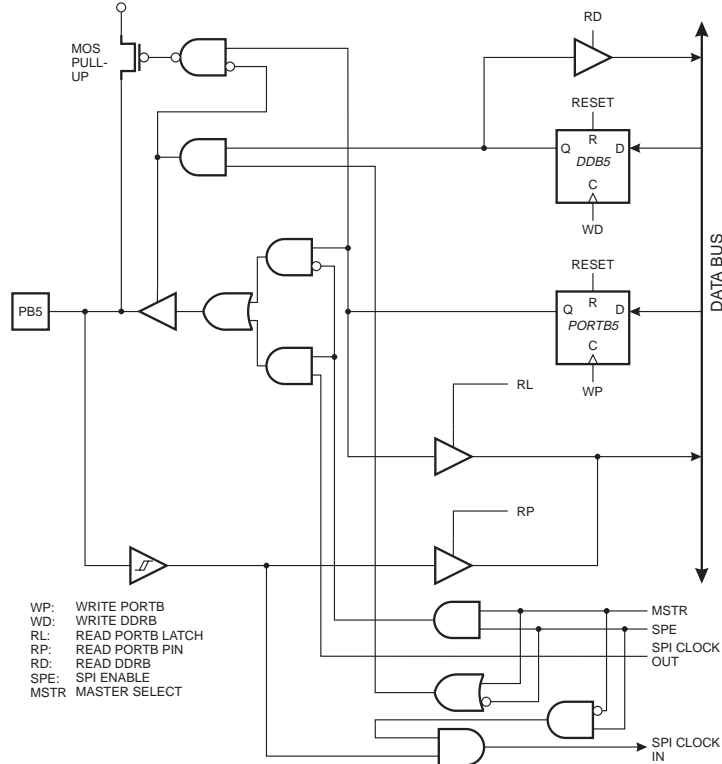 RD
MOS
PULL-
UP
RESET
R
Q
D
DDB5
C
WD
RESET
R
Q
D
PORTB5
C
WP
DATA BUS
PB5
RL
RP
WP: WRITE PORTB
WD: WRITE DDRB
RL: READ PORTB LATCH
RP: READ PORTB PIN
RD: READ DDRB
SPE: SPI ENABLE
MSTR MASTER SELECT
MSTR
SPE
SPI CLOCK
OUT
SPI CLOCK
IN